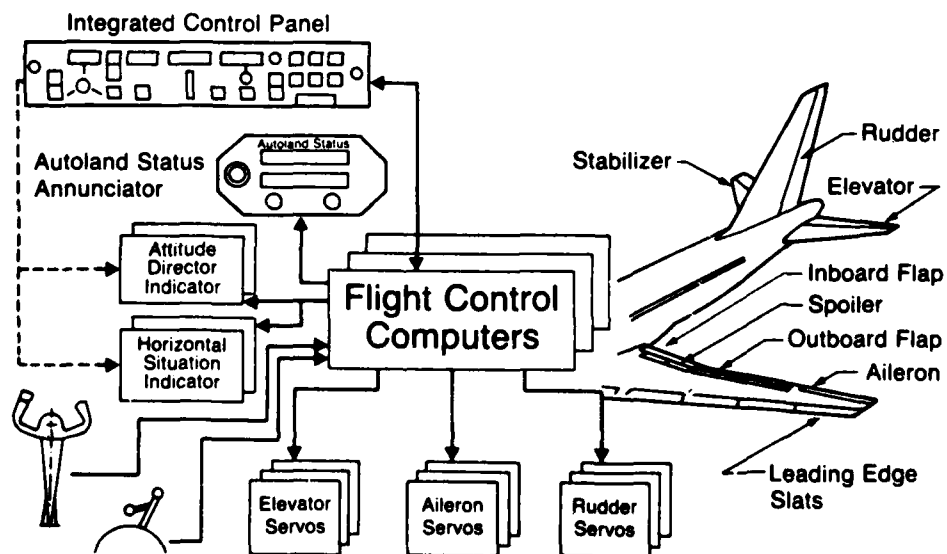 Integrated Control Panel
Autoland Status
Autoland Status
Annunciator
Stabilizer
Rudder
Elevator
Attitude
Director
Indicator
Flight Control
Computers
Inboard Flap
Spoiler
Outboard Flap
Aileron
Horizontal
Situation
Indicator
Leading Edge
Slats
Elevator
Servos
Aileron
Servos
Rudder
Servos